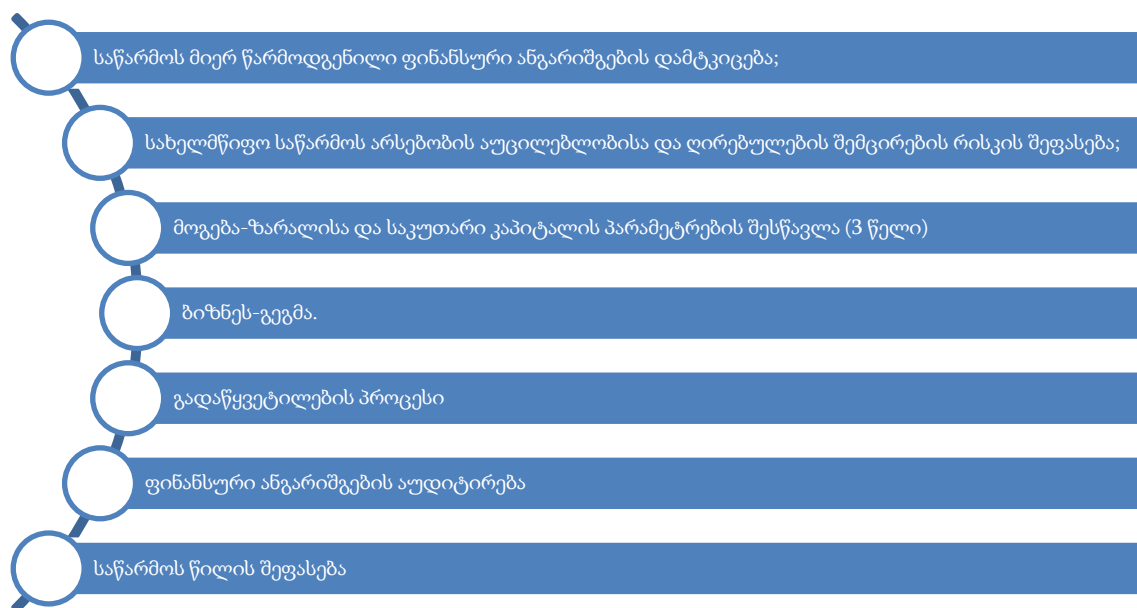 საწარმოს მიერ წარმოდგენილი ფინანსური ანგარიშგების დამტკიცება;
სახელმწიფო საწარმოს არსებობის აუცილებლობისა და ღირებულების შემცირების რისკის შეფასება;
მოგება-ზარალისა და საკუთარი კაპიტალის პარამეტრების შესწავლა (3 წელი)
ბიზნეს-გეგმა.
გადაწყვეტილების პროცესი
ფინანსური ანგარიშგების აუდიტირება
საწარმოს წილის შეფასება